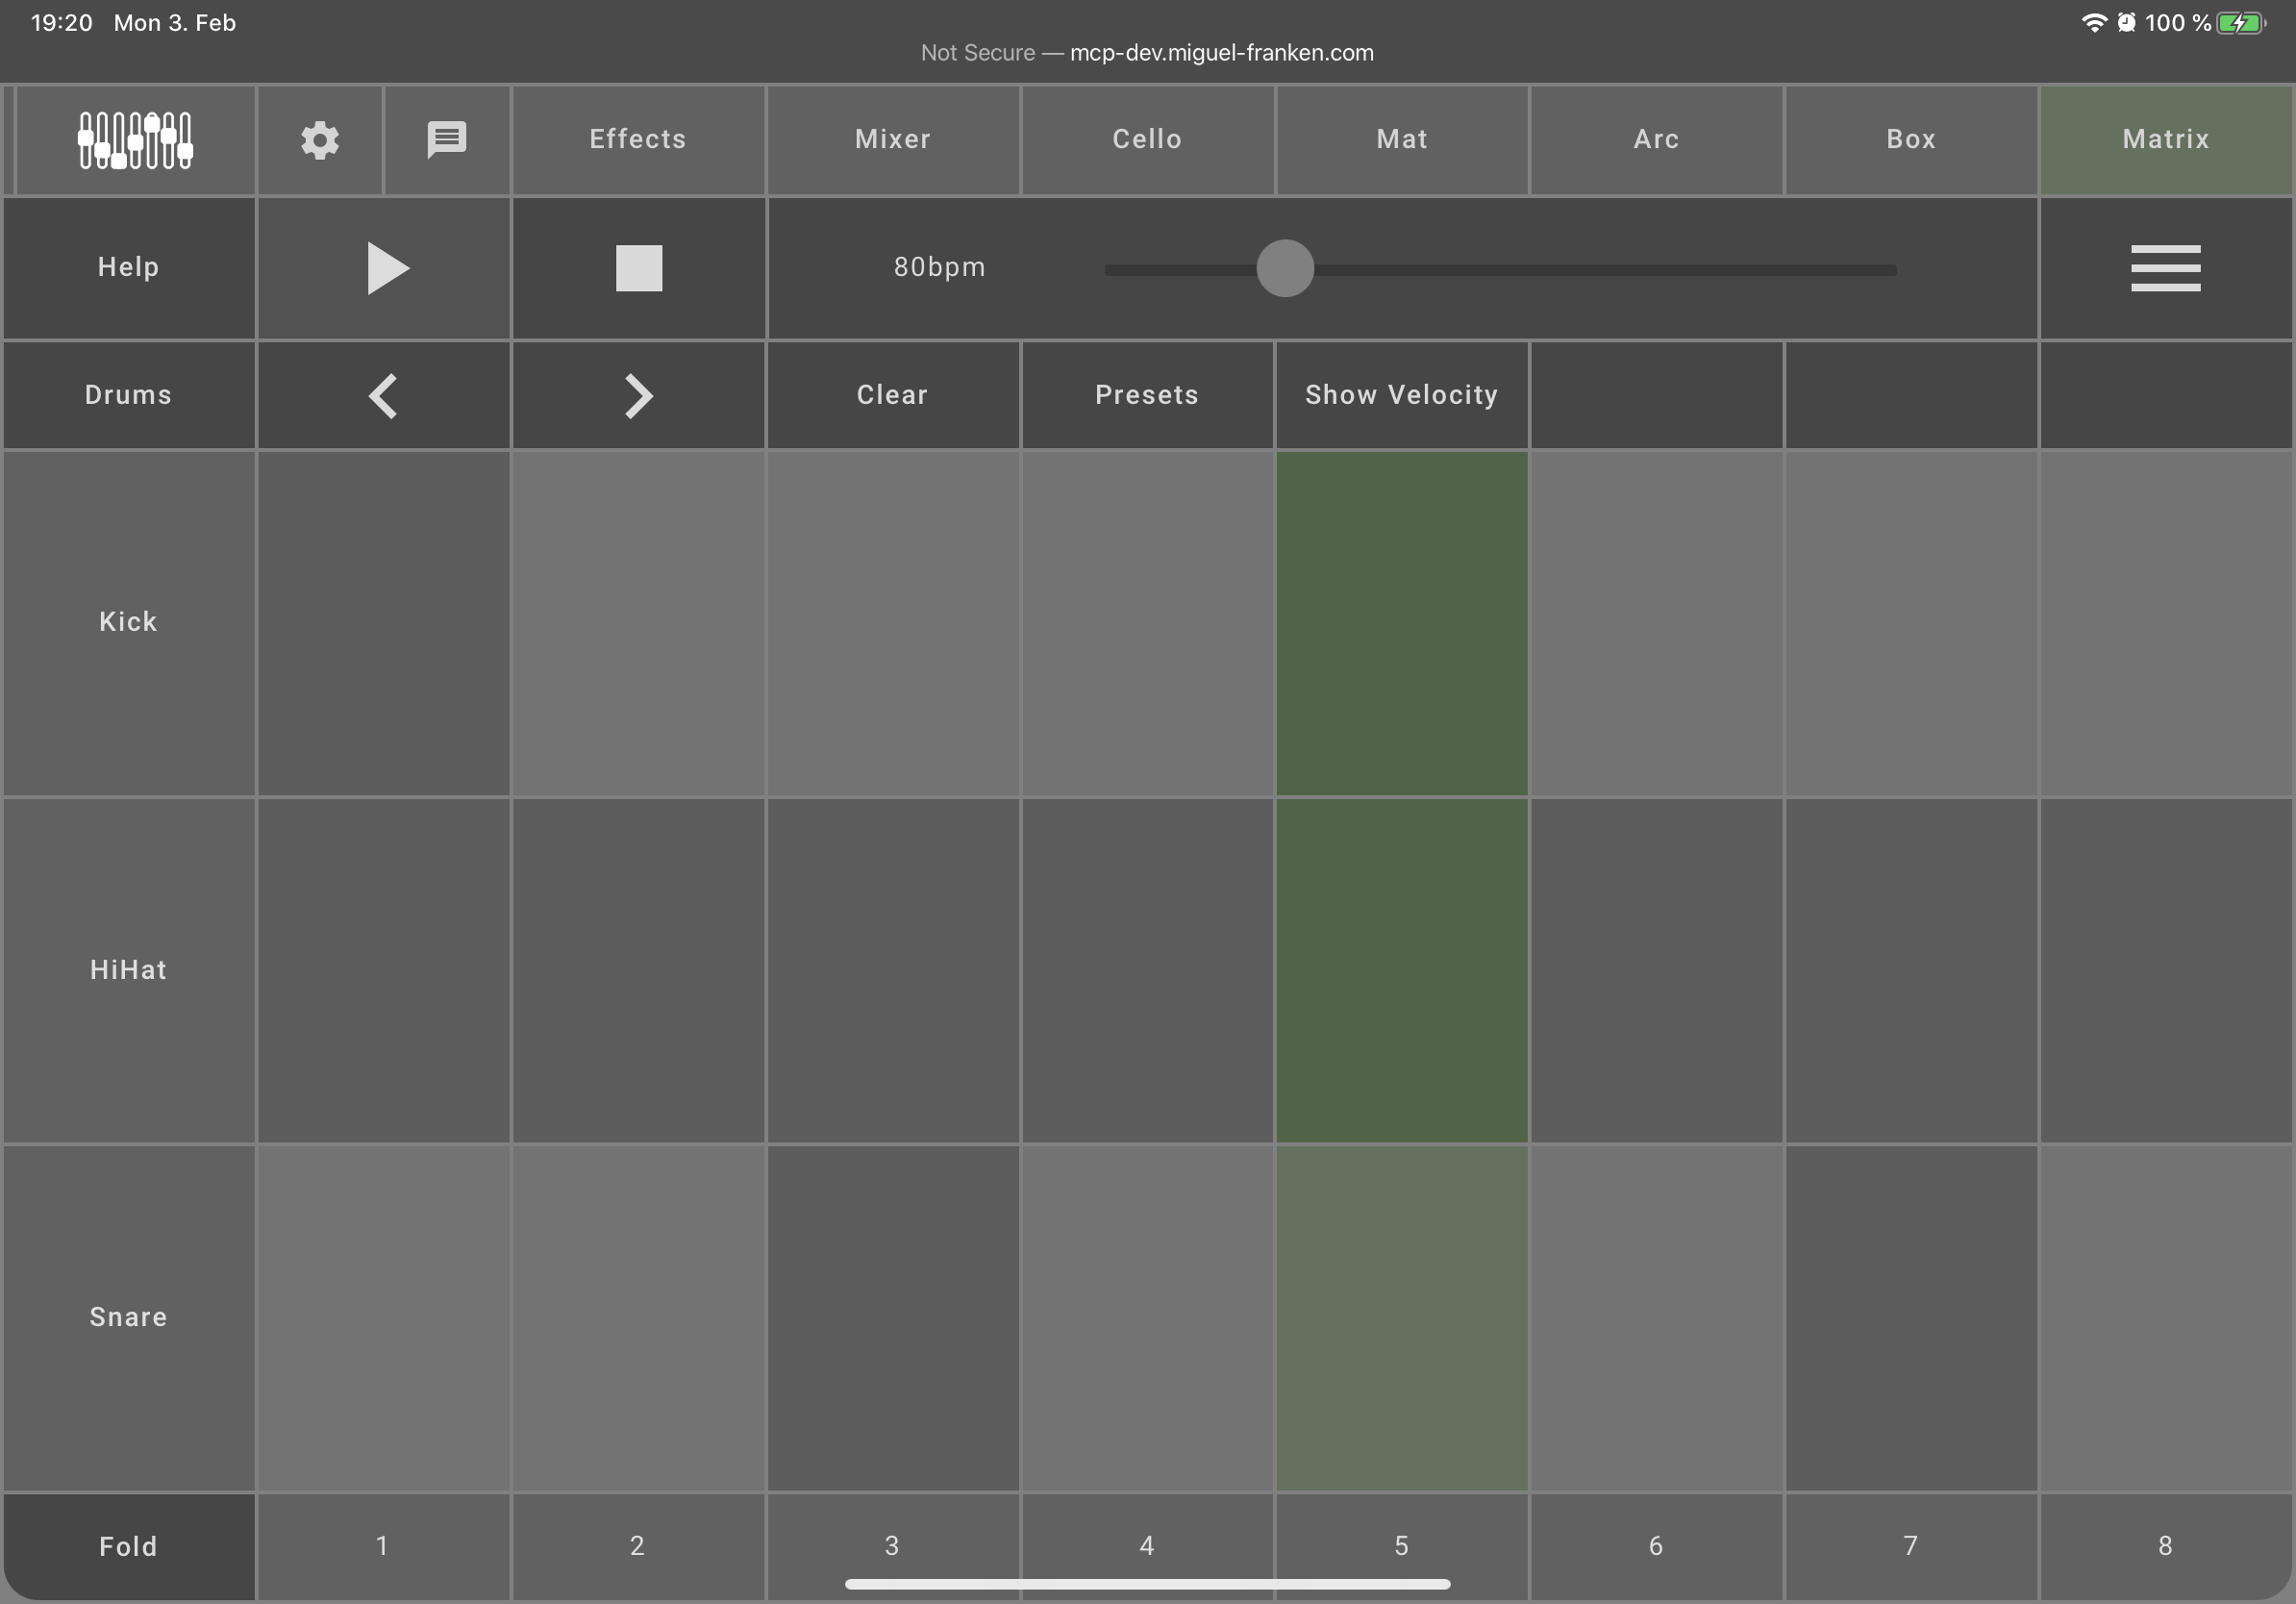 19:20 Mon 3. Feb 100 %
Not Secure — mcp-dev.miguel-franken.com
Effects Mixer Cello Mat Arc Box Matrix
Help 80bpm
Drums Clear Presets Show Velocity
Kick
HiHat
Snare
Fold 1 2 3 4 5 6 7 8